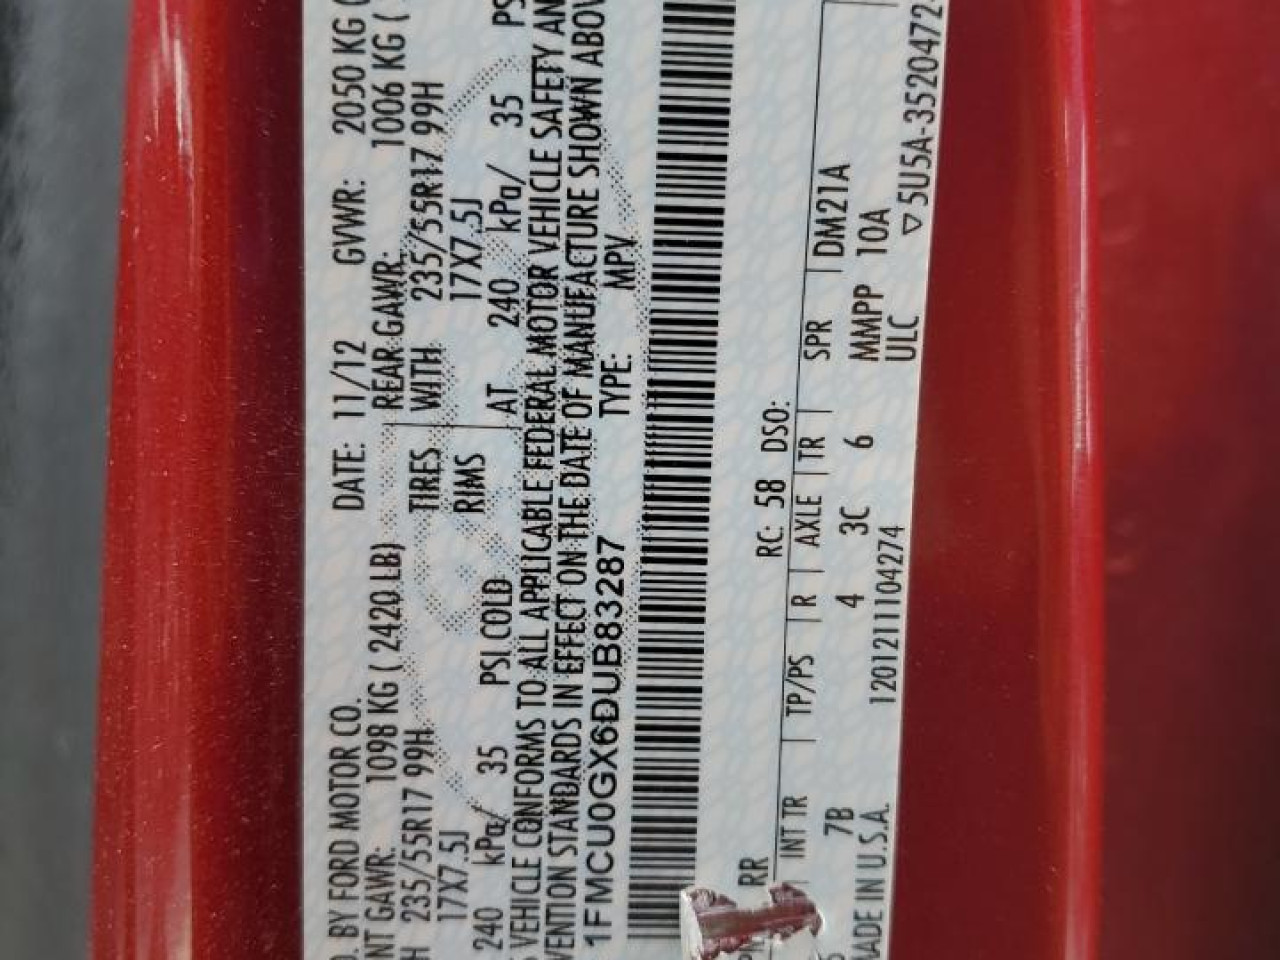 . BY FORD MOTOR CO. DATE: 11/12 GVWR: 2050 KG (
NT GAWR: 1098 KG ( 2420 LB) REAR GAWR: 1006 KG (
H 235/55R17 99H TIRES WITH 235/55R17 99H
17X7.5J RIMS 17X7.5J
240 kPa/ 35 PSI COLD AT 240 kPa/ 35 PS
VEHICLE CONFORMS TO ALL APPLICABLE FEDERAL MOTOR VEHICLE SAFETY AN
VENTION STANDARDS IN EFFECT ON THE DATE OF MANUFACTURE SHOWN ABOV
1FMCU0GX6DUB83287 TYPE: MPV
RR RC: 58 DSO:
INT TR | TP/PS | R | AXLE | TR | SPR | DM21A
7B 4 3C 6 MMPP 10A
MADE IN U.S.A. 120121104274 ULC ▽ 5U5A-3520472-